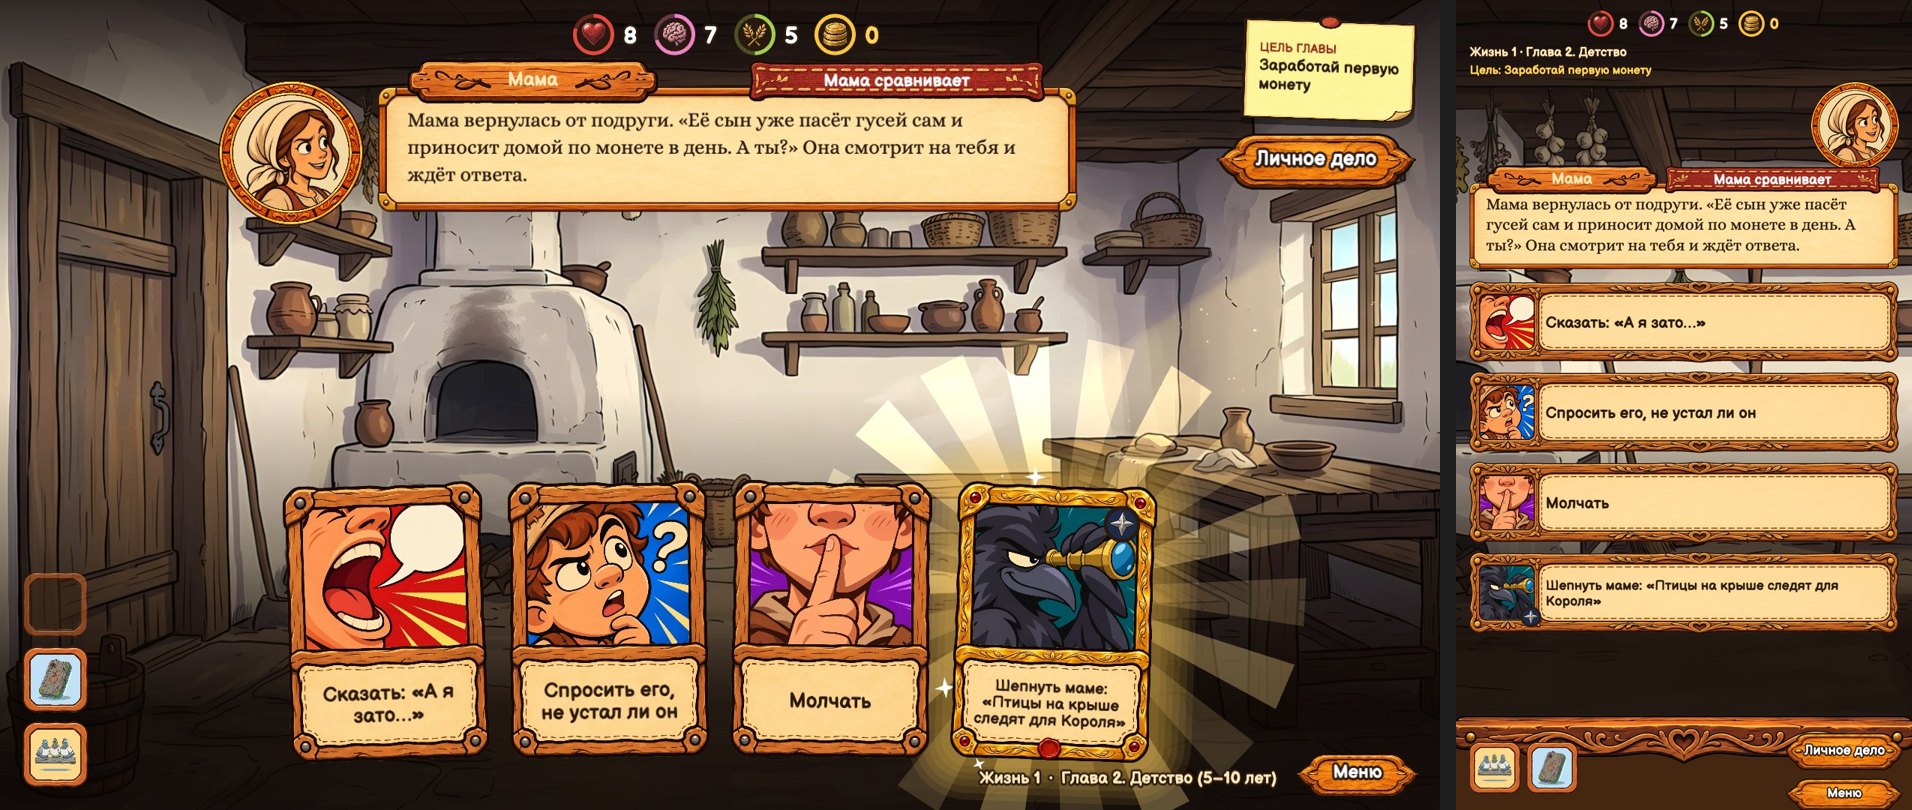 8 7 5 0
ЦЕЛЬ ГЛАВЫ
Заработай первую
монету
Личное дело
Мама
Мама сравнивает
Мама вернулась от подруги. «Её сын уже пасёт гусей сам и
приносит домой по монете в день. А ты?» Она смотрит на тебя и
ждёт ответа.
Сказать: «А я
зато...»
Спросить его,
не устал ли он
?
Молчать
Шепнуть маме:
«Птицы на крыше
следят для Короля»
Жизнь 1 · Глава 2. Детство (5–10 лет)
Меню
8 7 5 0
Жизнь 1 · Глава 2. Детство
Цель: Заработай первую монету
Мама
Мама сравнивает
Мама вернулась от подруги. «Её сын уже пасёт
гусей сам и приносит домой по монете в день. А
ты?» Она смотрит на тебя и ждёт ответа.
Сказать: «А я зато...»
?
Спросить его, не устал ли он
Молчать
Шепнуть маме: «Птицы на крыше следят для
Короля»
Личное дело
Меню